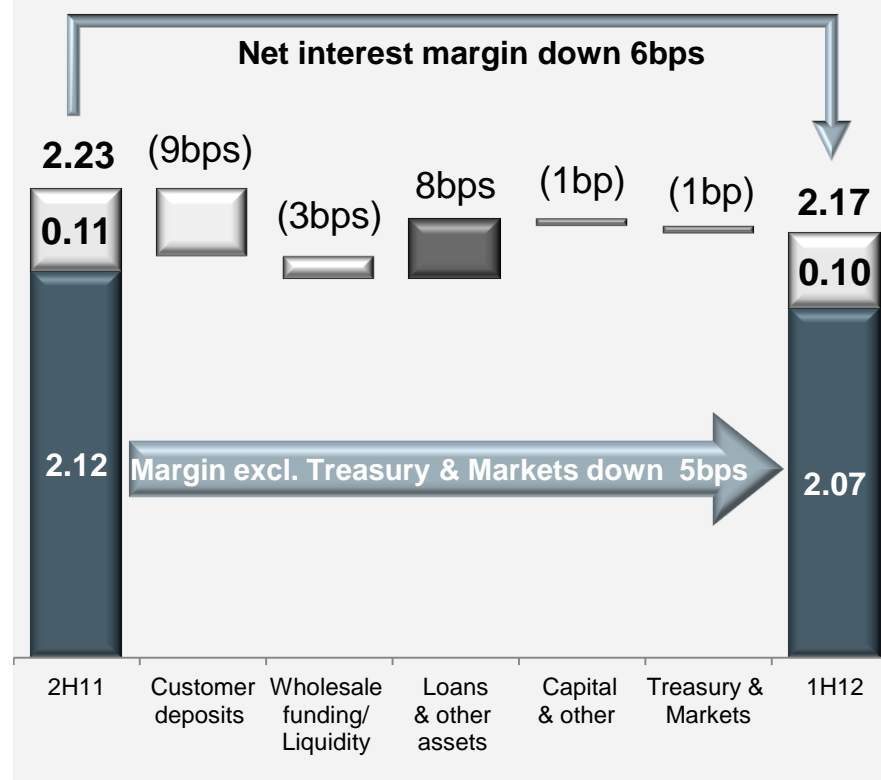 Net interest margin down 6bps
2.23
(9bps)
(3bps)
8bps
(1bp)
(1bp)
2.17
0.11
0.10
2.12
Margin excl. Treasury & Markets down 5bps
2.07
2H11
Customer
deposits
Wholesale
funding/
Liquidity
Loans
& other
assets
Capital
& other
Treasury &
Markets
1H12